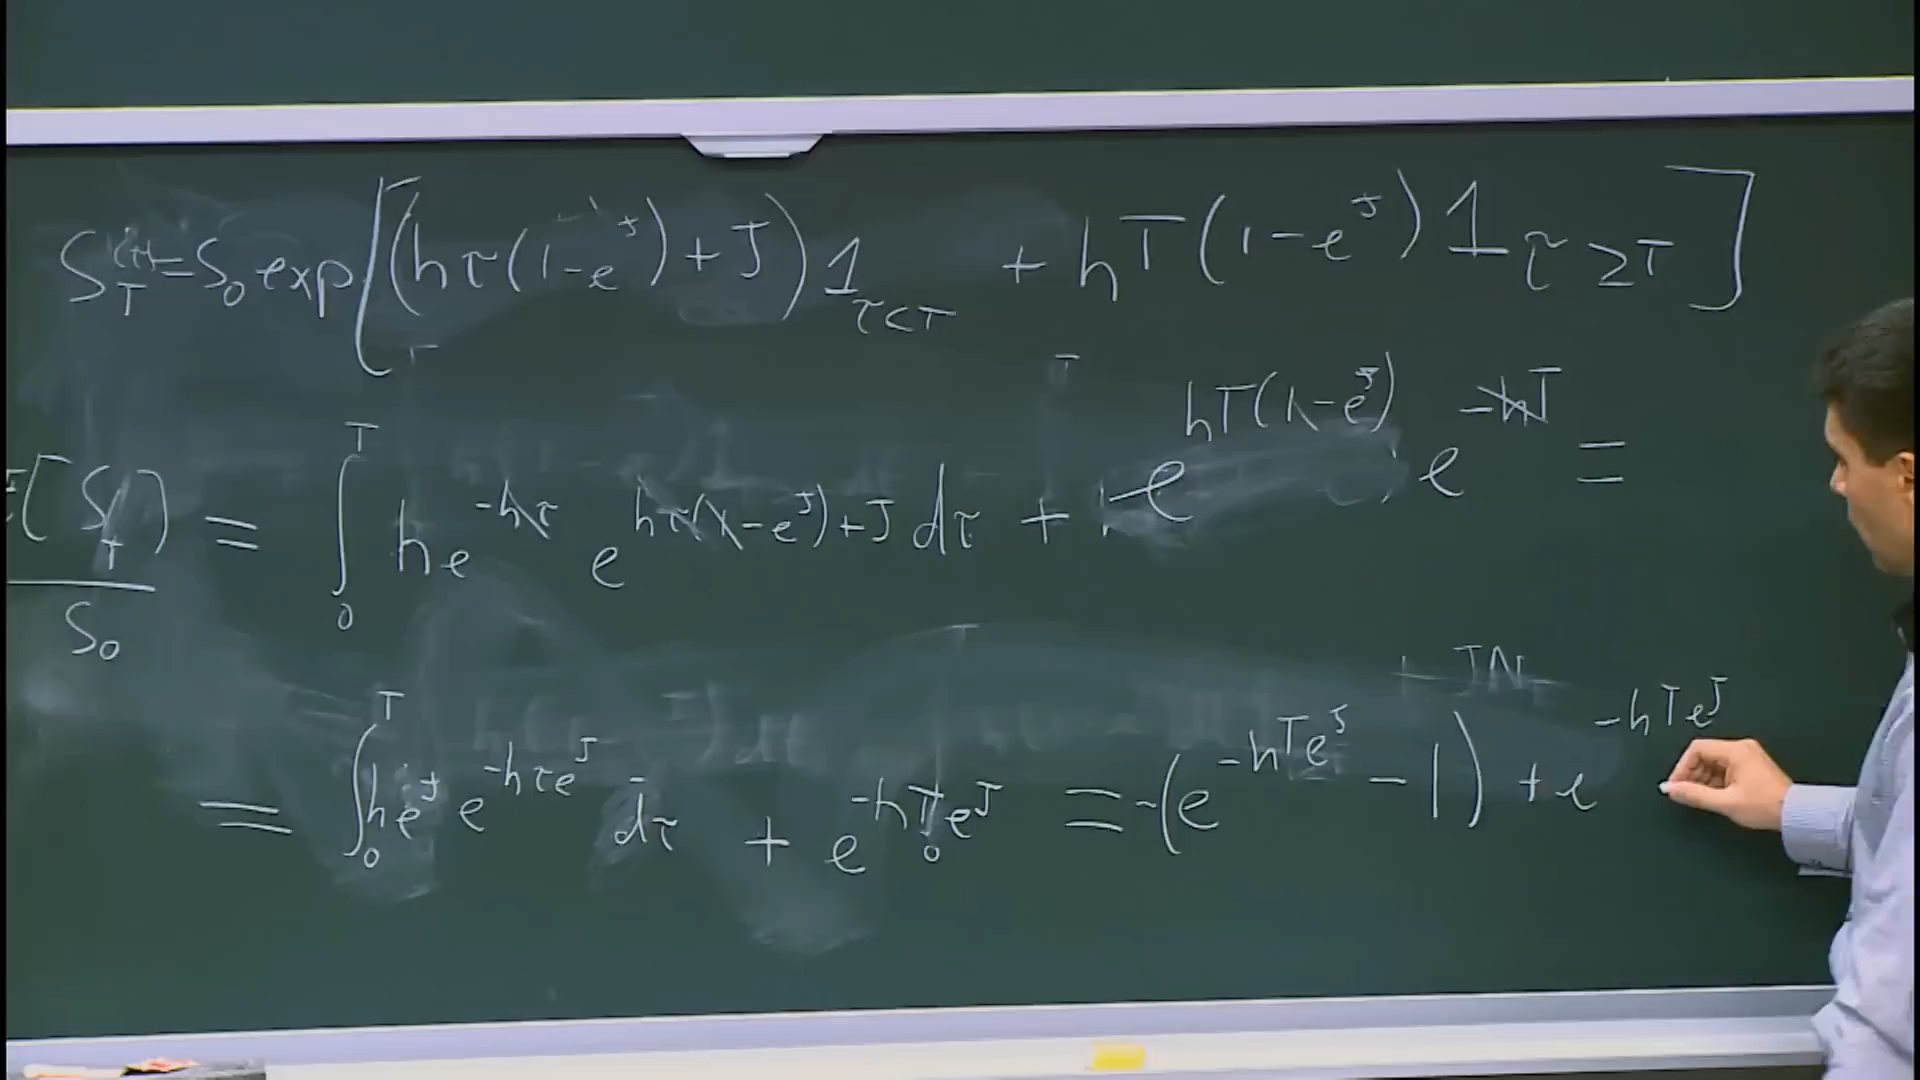 S_T^{(+)} = S_0 exp[(hτ(1-e^J)+J) 1_{τ<T} + hT(1-e^J) 1_{τ≥T}]
[S_T] / S_0 = ∫_0^T h e^{-hτ} e^{hτ(1-e^J)+J} dτ + e^{hT(1-e^J)} e^{-hT} =
= ∫_0^T h e^J e^{-hτe^J} dτ + e^{-hTe^J} = -(e^{-hTe^J} - 1) + e^{-hTe^J}